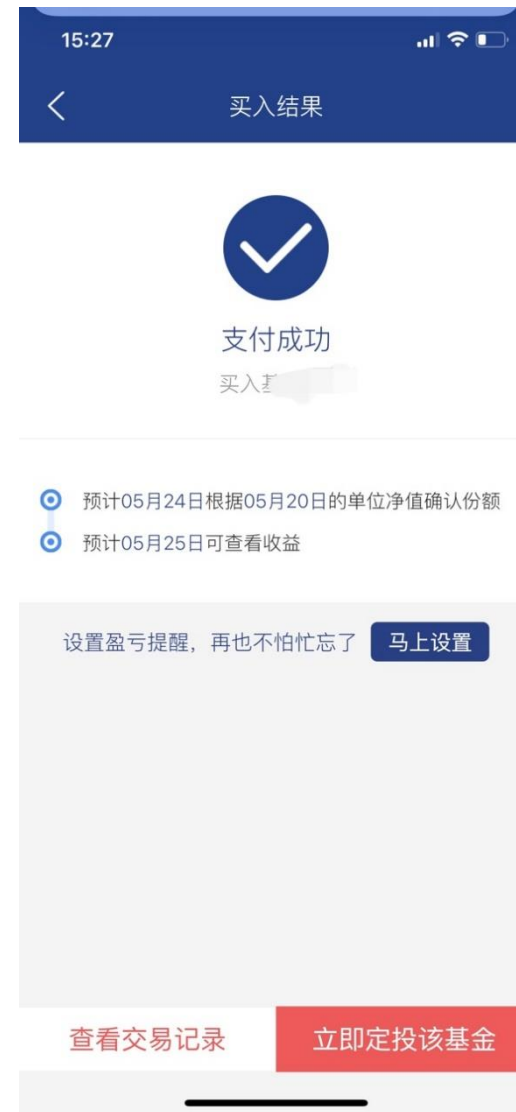 15:27
买入结果
支付成功
买入
预计05月24日根据05月20日的单位净值确认份额
预计05月25日可查看收益
设置盈亏提醒，再也不怕忙忘了
马上设置
查看交易记录
立即定投该基金